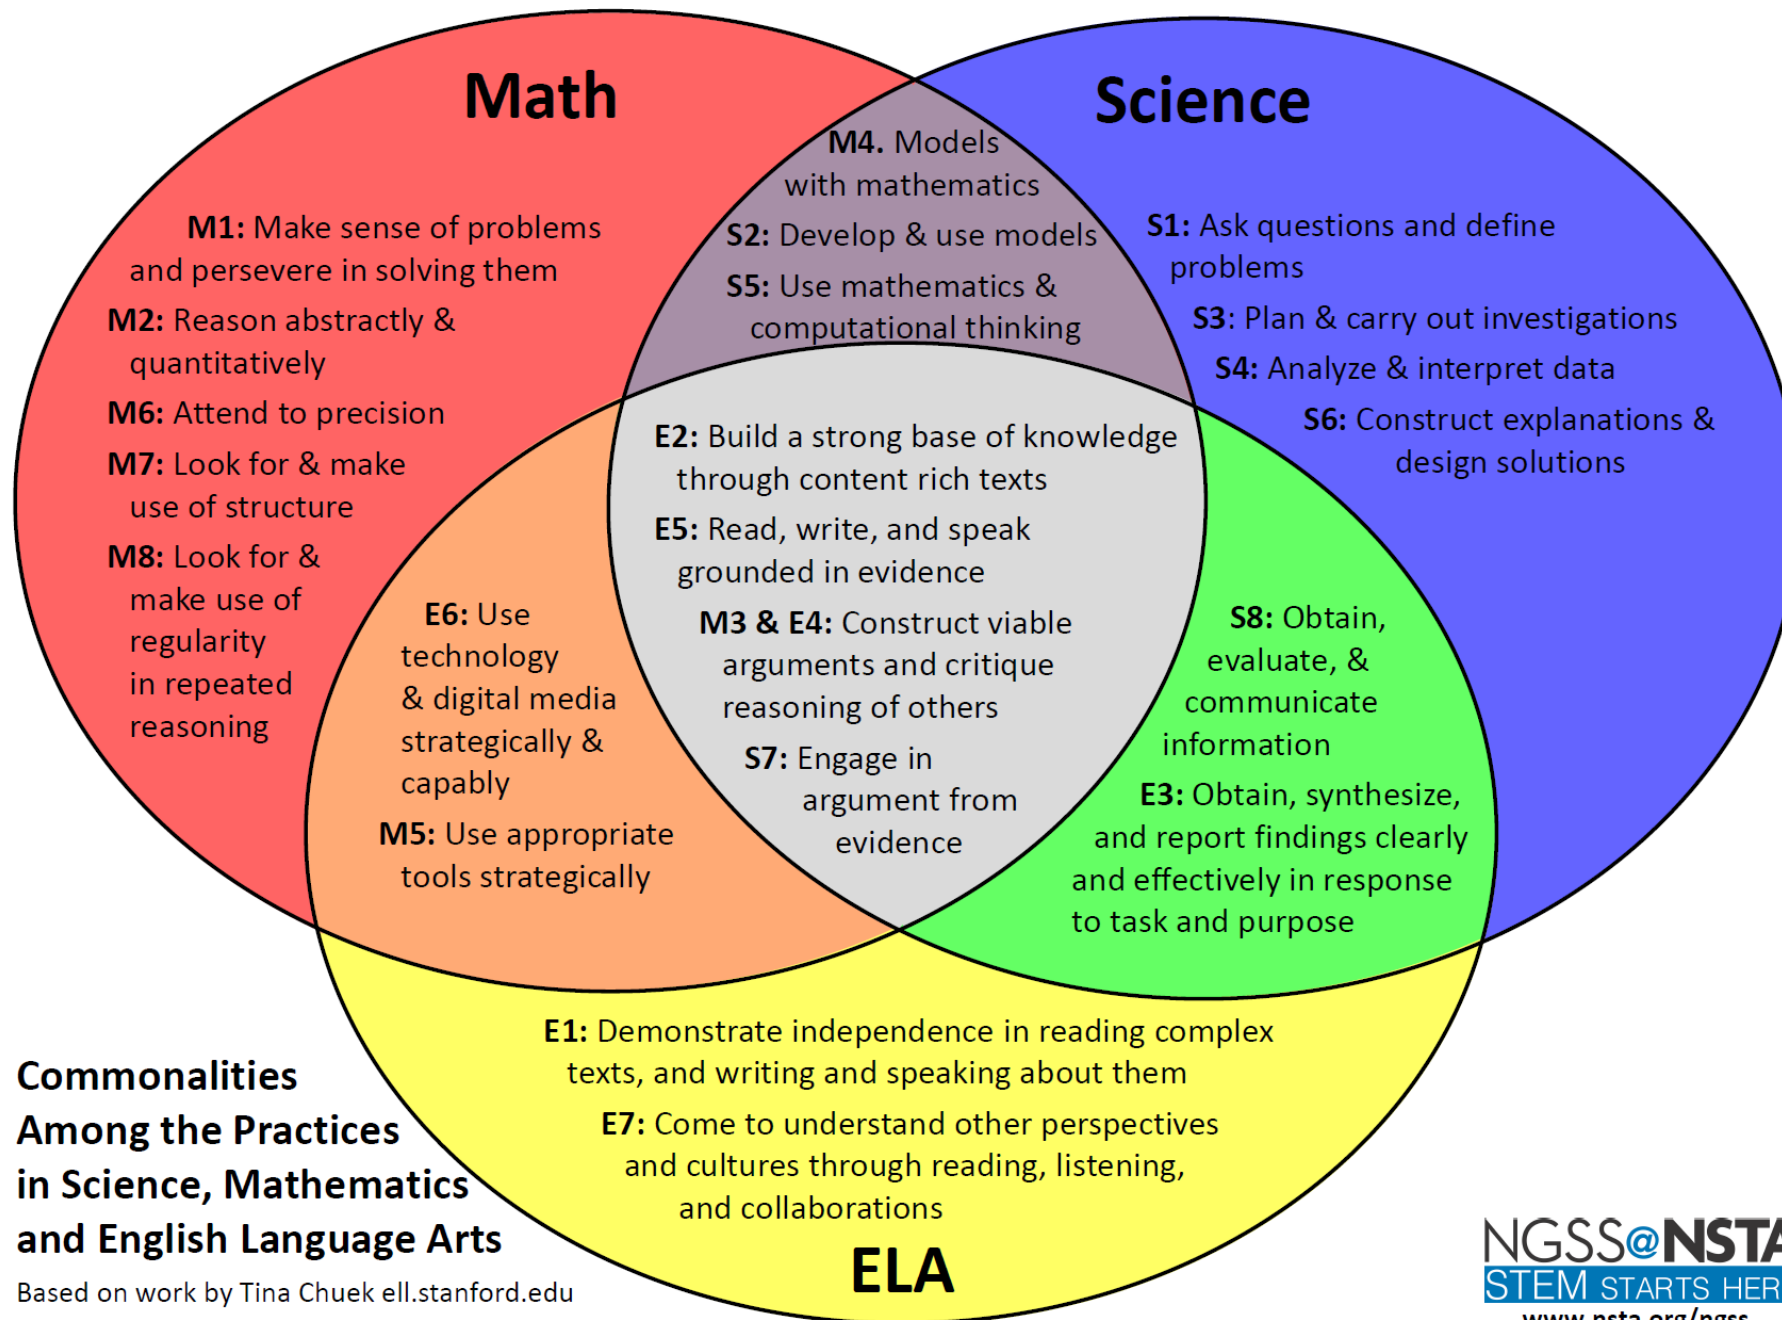 Math
Science
M4. Models
with mathematics
S2: Develop & use models
S5: Use mathematics &
computational thinking
M1: Make sense of problems
and persevere in solving them
M2: Reason abstractly &
quantitatively
M6: Attend to precision
M7: Look for & make
use of structure
M8: Look for &
make use of
regularity
in repeated
reasoning
S1: Ask questions and define
problems
S3: Plan & carry out investigations
S4: Analyze & interpret data
S6: Construct explanations &
design solutions
E2: Build a strong base of knowledge
through content rich texts
E5: Read, write, and speak
grounded in evidence
M3 & E4: Construct viable
arguments and critique
reasoning of others
S7: Engage in
argument from
evidence
E6: Use
technology
& digital media
strategically &
capably
M5: Use appropriate
tools strategically
S8: Obtain,
evaluate, &
communicate
information
E3: Obtain, synthesize,
and report findings clearly
and effectively in response
to task and purpose
E1: Demonstrate independence in reading complex
texts, and writing and speaking about them
E7: Come to understand other perspectives
and cultures through reading, listening,
and collaborations
ELA
Commonalities
Among the Practices
in Science, Mathematics
and English Language Arts
Based on work by Tina Chuek ell.stanford.edu
NGSS@NSTA
STEM STARTS HER
www.nsta.org/ngss